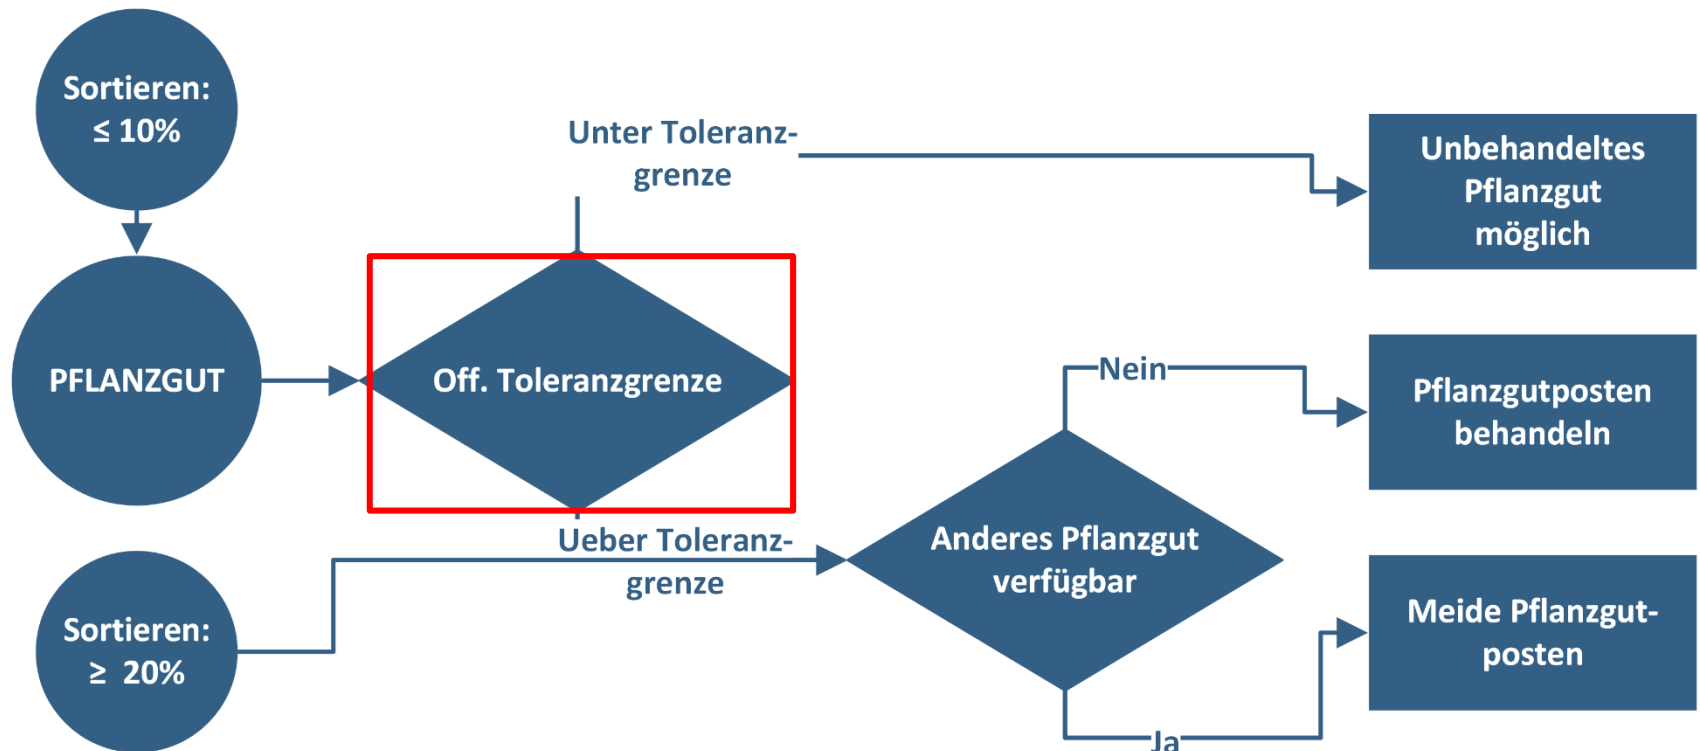 Sortieren:
≤ 10%
Unter Toleranz-
grenze
Unbehandeltes
Pflanzgut
möglich
PFLANZGUT
Off. Toleranzgrenze
Nein
Pflanzgutposten
behandeln
Ueber Toleranz-
grenze
Anderes Pflanzgut
verfügbar
Sortieren:
≥ 20%
Meide Pflanzgut-
posten
Ja